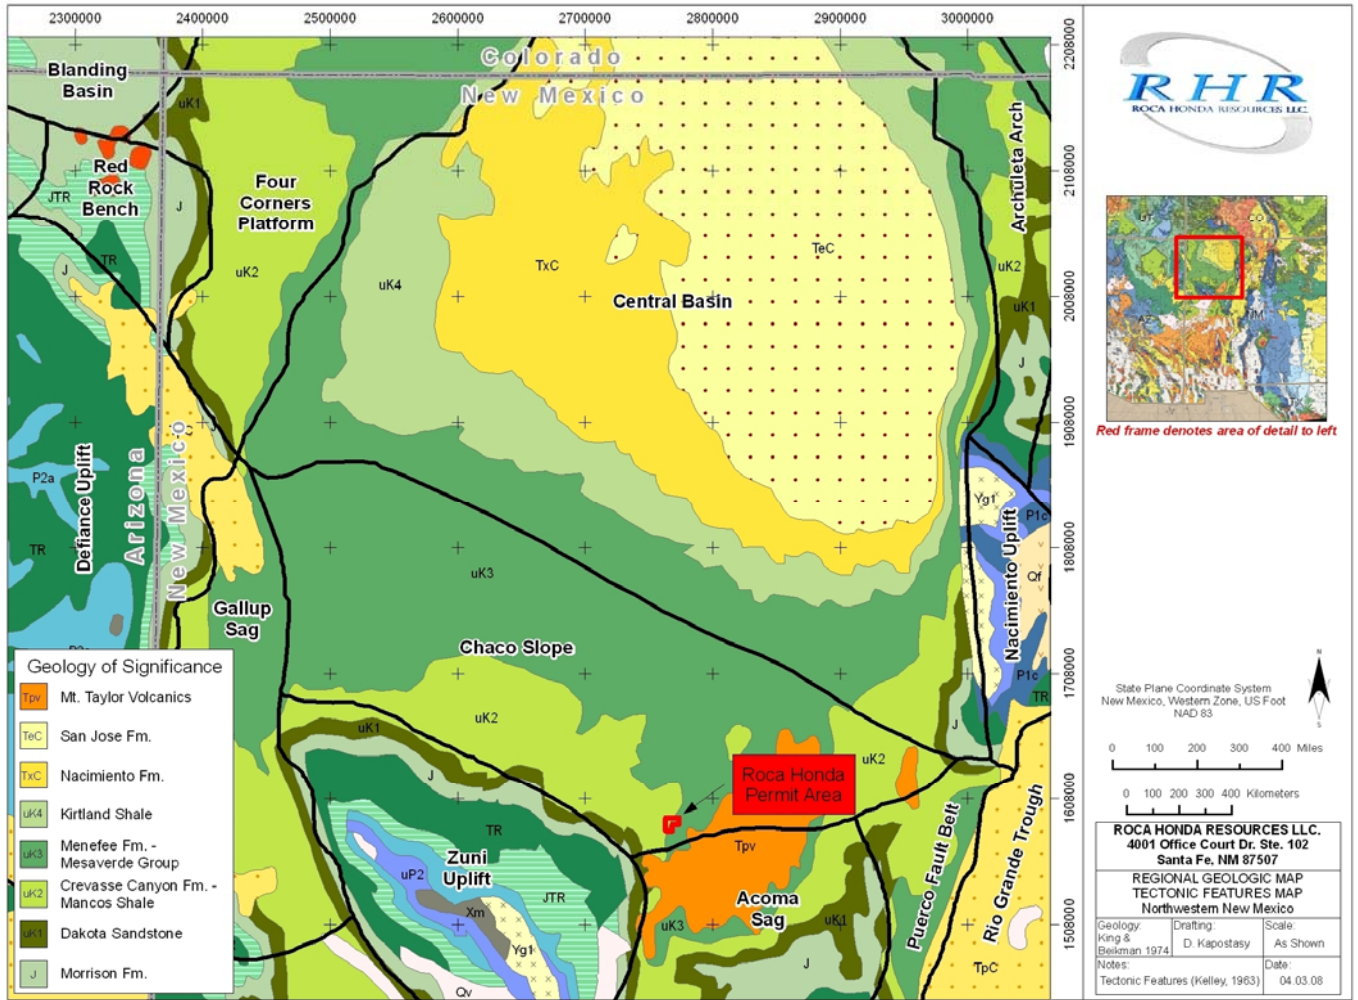 2300000 2400000 2500000 2600000 2700000 2800000 2900000 3000000
2208000
2108000
2008000
1908000
1808000
1708000
1608000
1508000
Colorado
New Mexico
Blanding
Basin
uK1
Red
Rock
Bench
JTR
J
TR
J
Four
Corners
Platform
uK2
uK4
TxC
TeC
Central Basin
Archuleta Arch
uK2
uK1
J
Defiance Uplift
P2a
TR
Arizona
New Mexico
Gallup
Sag
uK3
Chaco Slope
uK2
uK1
J
TR
Zuni
Uplift
uP2
JTR
Xm
Yg1
Qv
Yg1
P1c
Nacimiento Uplift
Qf
P1c
TR
J
uK2
Roca Honda
Permit Area
Tpv
Acoma
Sag
uK3
uK1
J
Puerco Fault Belt
Rio Grande Trough
TpC
Geology of Significance
Tpv Mt. Taylor Volcanics
TeC San Jose Fm.
TxC Nacimiento Fm.
uK4 Kirtland Shale
uK3 Menefee Fm. -
Mesaverde Group
uK2 Crevasse Canyon Fm. -
Mancos Shale
uK1 Dakota Sandstone
J Morrison Fm.
RHR
ROCA HONDA RESOURCES LLC.
UT CO
AZ NM
Red frame denotes area of detail to left
N
S
State Plane Coordinate System
New Mexico, Western Zone, US Foot
NAD 83
0 100 200 300 400 Miles
0 100 200 300 400 Kilometers
ROCA HONDA RESOURCES LLC.
4001 Office Court Dr. Ste. 102
Santa Fe, NM 87507
REGIONAL GEOLOGIC MAP
TECTONIC FEATURES MAP
Northwestern New Mexico
Geology:
King &
Beikman 1974
Drafting:
D. Kapostasy
Scale:
As Shown
Notes:
Tectonic Features (Kelley, 1963)
Date:
04.03.08